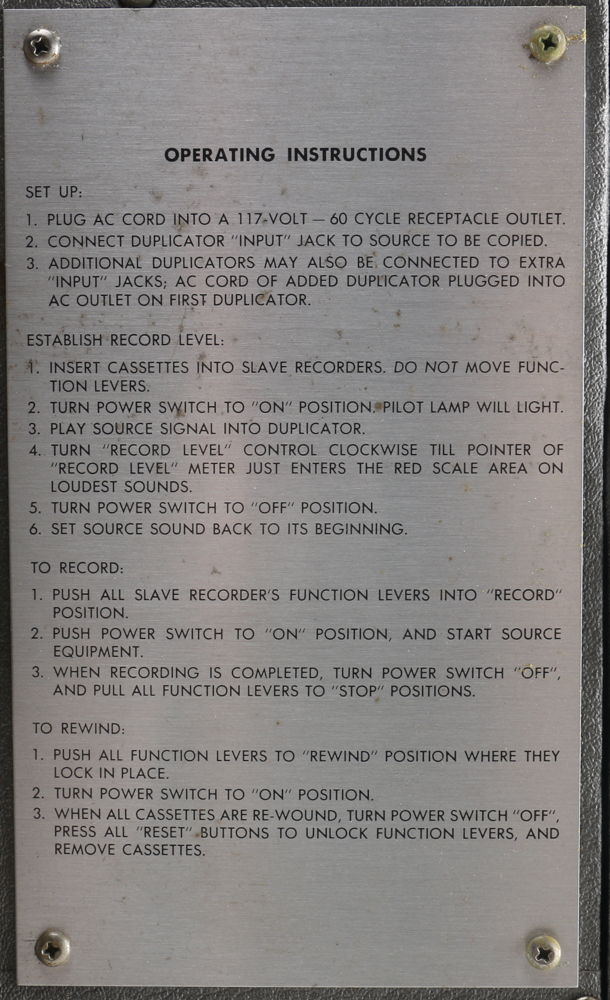 OPERATING INSTRUCTIONS
SET UP:
1. PLUG AC CORD INTO A 117-VOLT — 60 CYCLE RECEPTACLE OUTLET.
2. CONNECT DUPLICATOR "INPUT" JACK TO SOURCE TO BE COPIED.
3. ADDITIONAL DUPLICATORS MAY ALSO BE CONNECTED TO EXTRA
"INPUT" JACKS; AC CORD OF ADDED DUPLICATOR PLUGGED INTO
AC OUTLET ON FIRST DUPLICATOR.
ESTABLISH RECORD LEVEL:
1. INSERT CASSETTES INTO SLAVE RECORDERS. DO NOT MOVE FUNC-
TION LEVERS.
2. TURN POWER SWITCH TO "ON" POSITION. PILOT LAMP WILL LIGHT.
3. PLAY SOURCE SIGNAL INTO DUPLICATOR.
4. TURN "RECORD LEVEL" CONTROL CLOCKWISE TILL POINTER OF
"RECORD LEVEL" METER JUST ENTERS THE RED SCALE AREA ON
LOUDEST SOUNDS.
5. TURN POWER SWITCH TO "OFF" POSITION.
6. SET SOURCE SOUND BACK TO ITS BEGINNING.
TO RECORD:
1. PUSH ALL SLAVE RECORDER'S FUNCTION LEVERS INTO "RECORD"
POSITION.
2. PUSH POWER SWITCH TO "ON" POSITION, AND START SOURCE
EQUIPMENT.
3. WHEN RECORDING IS COMPLETED, TURN POWER SWITCH "OFF",
AND PULL ALL FUNCTION LEVERS TO "STOP" POSITIONS.
TO REWIND:
1. PUSH ALL FUNCTION LEVERS TO "REWIND" POSITION WHERE THEY
LOCK IN PLACE.
2. TURN POWER SWITCH TO "ON" POSITION.
3. WHEN ALL CASSETTES ARE RE-WOUND, TURN POWER SWITCH "OFF",
PRESS ALL "RESET" BUTTONS TO UNLOCK FUNCTION LEVERS, AND
REMOVE CASSETTES.